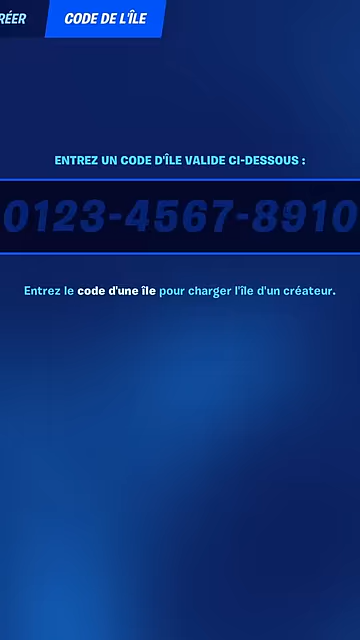 RÉER
CODE DE L'ÎLE
ENTREZ UN CODE D'ÎLE VALIDE CI-DESSOUS :
0123-4567-8910
Entrez le code d'une île pour charger l'île d'un créateur.